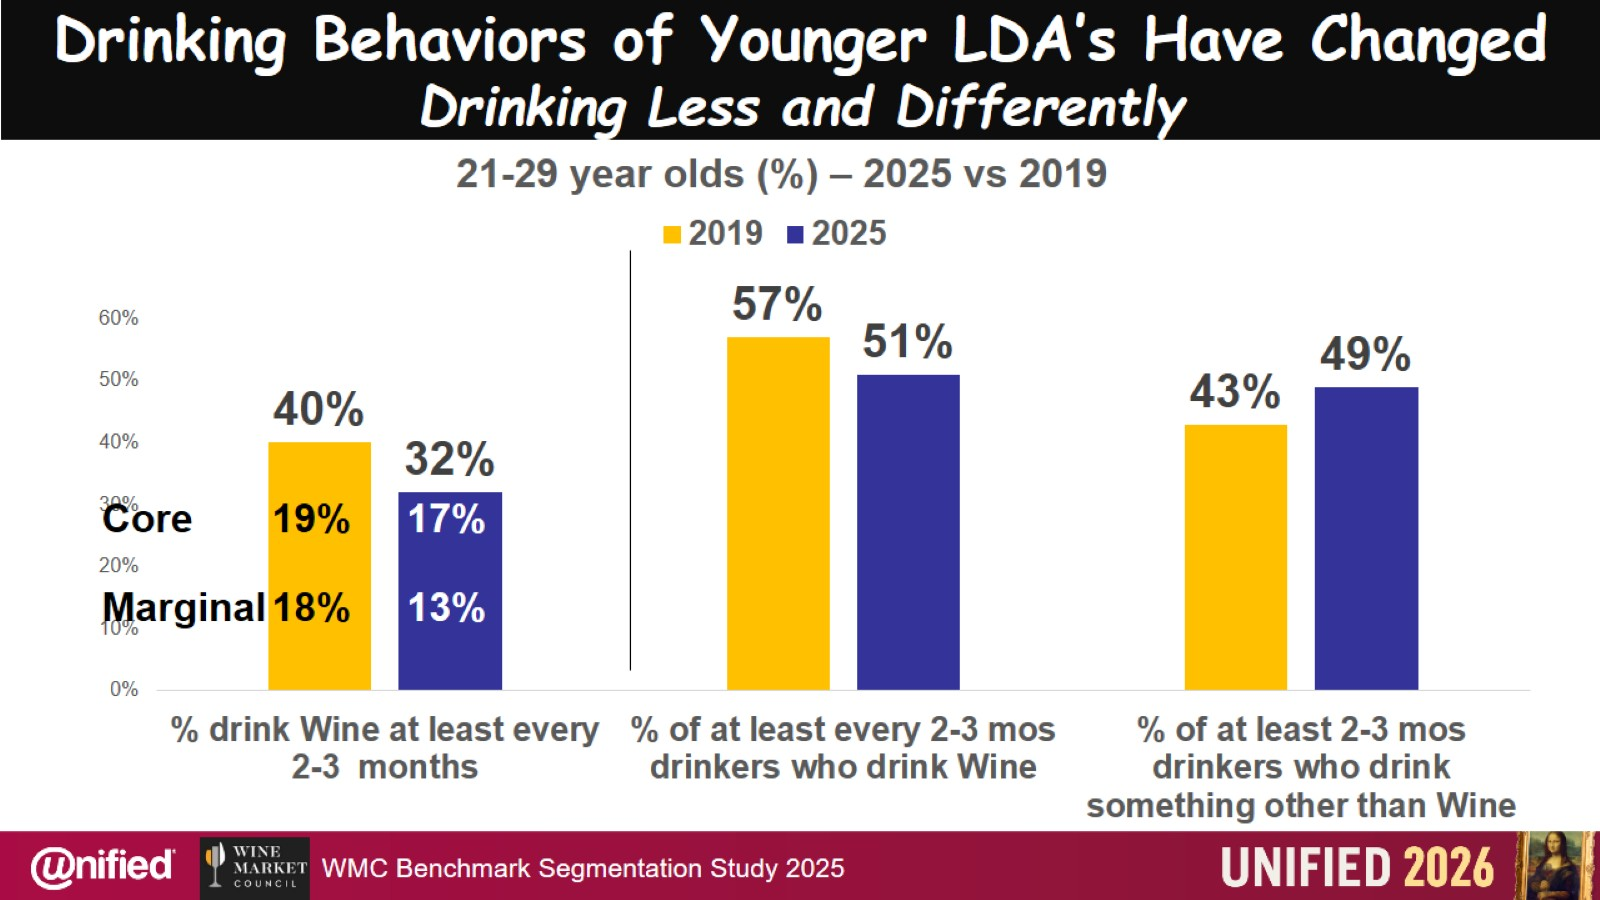 Drinking Behaviors of Younger LDA's Have Changed
Drinking Less and Differently
21-29 year olds (%) – 2025 vs 2019
2019 2025
60%
50%
40%
30%
20%
10%
0%
40%
32%
57%
51%
43%
49%
Core 19% 17%
Marginal 18% 13%
% drink Wine at least every
2-3 months
% of at least every 2-3 mos
drinkers who drink Wine
% of at least 2-3 mos
drinkers who drink
something other than Wine
unified
WINE
MARKET
COUNCIL
WMC Benchmark Segmentation Study 2025
UNIFIED 2026